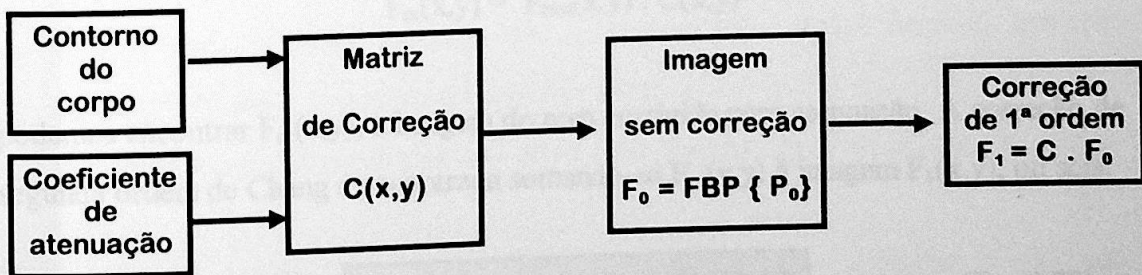 Contorno
do
corpo
Coeficiente
de
atenuação
Matriz
de Correção
C(x,y)
Imagem
sem correção
F₀ = FBP { P₀}
Correção
de 1ª ordem
F₁ = C . F₀